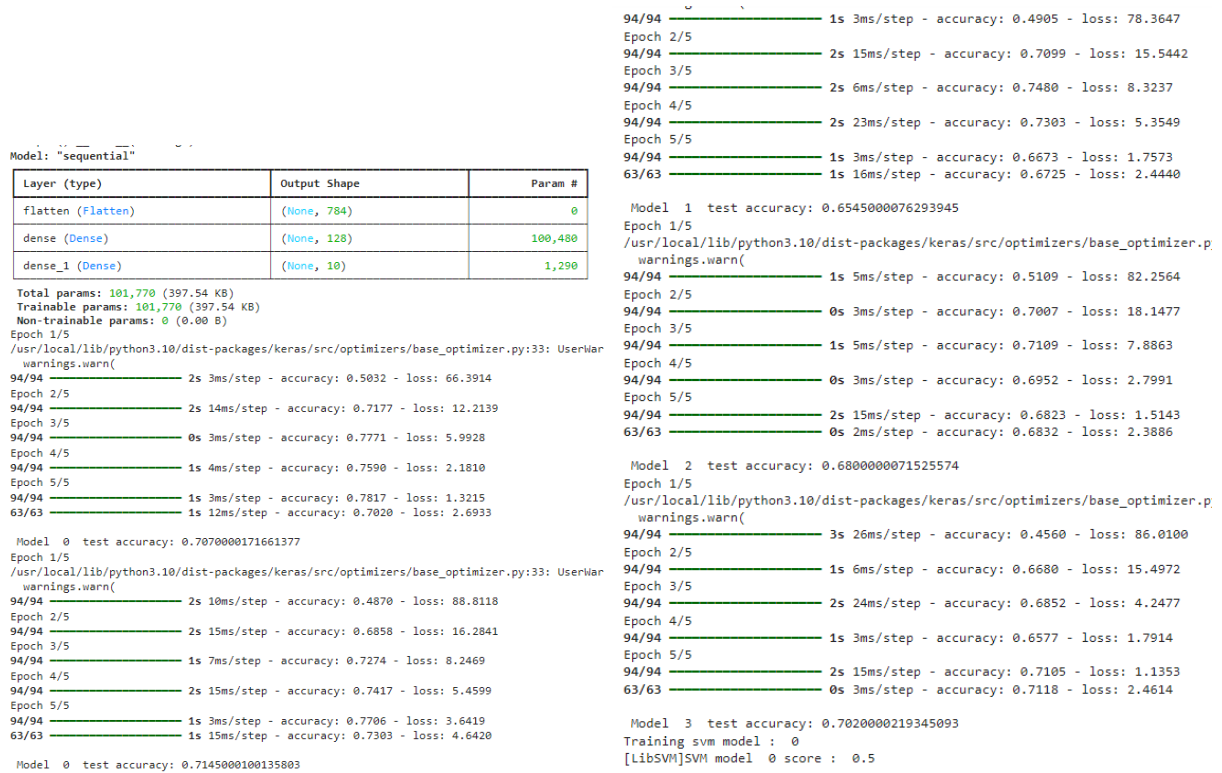 Model: "sequential"
Layer (type) Output Shape Param #
flatten (Flatten) (None, 784) 0
dense (Dense) (None, 128) 100,480
dense_1 (Dense) (None, 10) 1,290
Total params: 101,770 (397.54 KB)
Trainable params: 101,770 (397.54 KB)
Non-trainable params: 0 (0.00 B)
Epoch 1/5
/usr/local/lib/python3.10/dist-packages/keras/src/optimizers/base_optimizer.py:33: UserWar
warnings.warn(
94/94 2s 3ms/step - accuracy: 0.5032 - loss: 66.3914
Epoch 2/5
94/94 2s 14ms/step - accuracy: 0.7177 - loss: 12.2139
Epoch 3/5
94/94 0s 3ms/step - accuracy: 0.7771 - loss: 5.9928
Epoch 4/5
94/94 1s 4ms/step - accuracy: 0.7590 - loss: 2.1810
Epoch 5/5
94/94 1s 3ms/step - accuracy: 0.7817 - loss: 1.3215
63/63 1s 12ms/step - accuracy: 0.7020 - loss: 2.6933
Model 0 test accuracy: 0.7070000171661377
Epoch 1/5
/usr/local/lib/python3.10/dist-packages/keras/src/optimizers/base_optimizer.py:33: UserWar
warnings.warn(
94/94 2s 10ms/step - accuracy: 0.4870 - loss: 88.8118
Epoch 2/5
94/94 2s 15ms/step - accuracy: 0.6858 - loss: 16.2841
Epoch 3/5
94/94 1s 7ms/step - accuracy: 0.7274 - loss: 8.2469
Epoch 4/5
94/94 2s 15ms/step - accuracy: 0.7417 - loss: 5.4599
Epoch 5/5
94/94 1s 3ms/step - accuracy: 0.7706 - loss: 3.6419
63/63 1s 15ms/step - accuracy: 0.7303 - loss: 4.6420
Model 0 test accuracy: 0.7145000100135803
94/94 1s 3ms/step - accuracy: 0.4905 - loss: 78.3647
Epoch 2/5
94/94 2s 15ms/step - accuracy: 0.7099 - loss: 15.5442
Epoch 3/5
94/94 2s 6ms/step - accuracy: 0.7480 - loss: 8.3237
Epoch 4/5
94/94 2s 23ms/step - accuracy: 0.7303 - loss: 5.3549
Epoch 5/5
94/94 1s 3ms/step - accuracy: 0.6673 - loss: 1.7573
63/63 1s 16ms/step - accuracy: 0.6725 - loss: 2.4440
Model 1 test accuracy: 0.6545000076293945
Epoch 1/5
/usr/local/lib/python3.10/dist-packages/keras/src/optimizers/base_optimizer.p
warnings.warn(
94/94 1s 5ms/step - accuracy: 0.5109 - loss: 82.2564
Epoch 2/5
94/94 0s 3ms/step - accuracy: 0.7007 - loss: 18.1477
Epoch 3/5
94/94 1s 5ms/step - accuracy: 0.7109 - loss: 7.8863
Epoch 4/5
94/94 0s 3ms/step - accuracy: 0.6952 - loss: 2.7991
Epoch 5/5
94/94 2s 15ms/step - accuracy: 0.6823 - loss: 1.5143
63/63 0s 2ms/step - accuracy: 0.6832 - loss: 2.3886
Model 2 test accuracy: 0.6800000071525574
Epoch 1/5
/usr/local/lib/python3.10/dist-packages/keras/src/optimizers/base_optimizer.p
warnings.warn(
94/94 3s 26ms/step - accuracy: 0.4560 - loss: 86.0100
Epoch 2/5
94/94 1s 6ms/step - accuracy: 0.6680 - loss: 15.4972
Epoch 3/5
94/94 2s 24ms/step - accuracy: 0.6852 - loss: 4.2477
Epoch 4/5
94/94 1s 3ms/step - accuracy: 0.6577 - loss: 1.7914
Epoch 5/5
94/94 2s 15ms/step - accuracy: 0.7105 - loss: 1.1353
63/63 0s 3ms/step - accuracy: 0.7118 - loss: 2.4614
Model 3 test accuracy: 0.7020000219345093
Training svm model : 0
[LibSVM]SVM model 0 score : 0.5